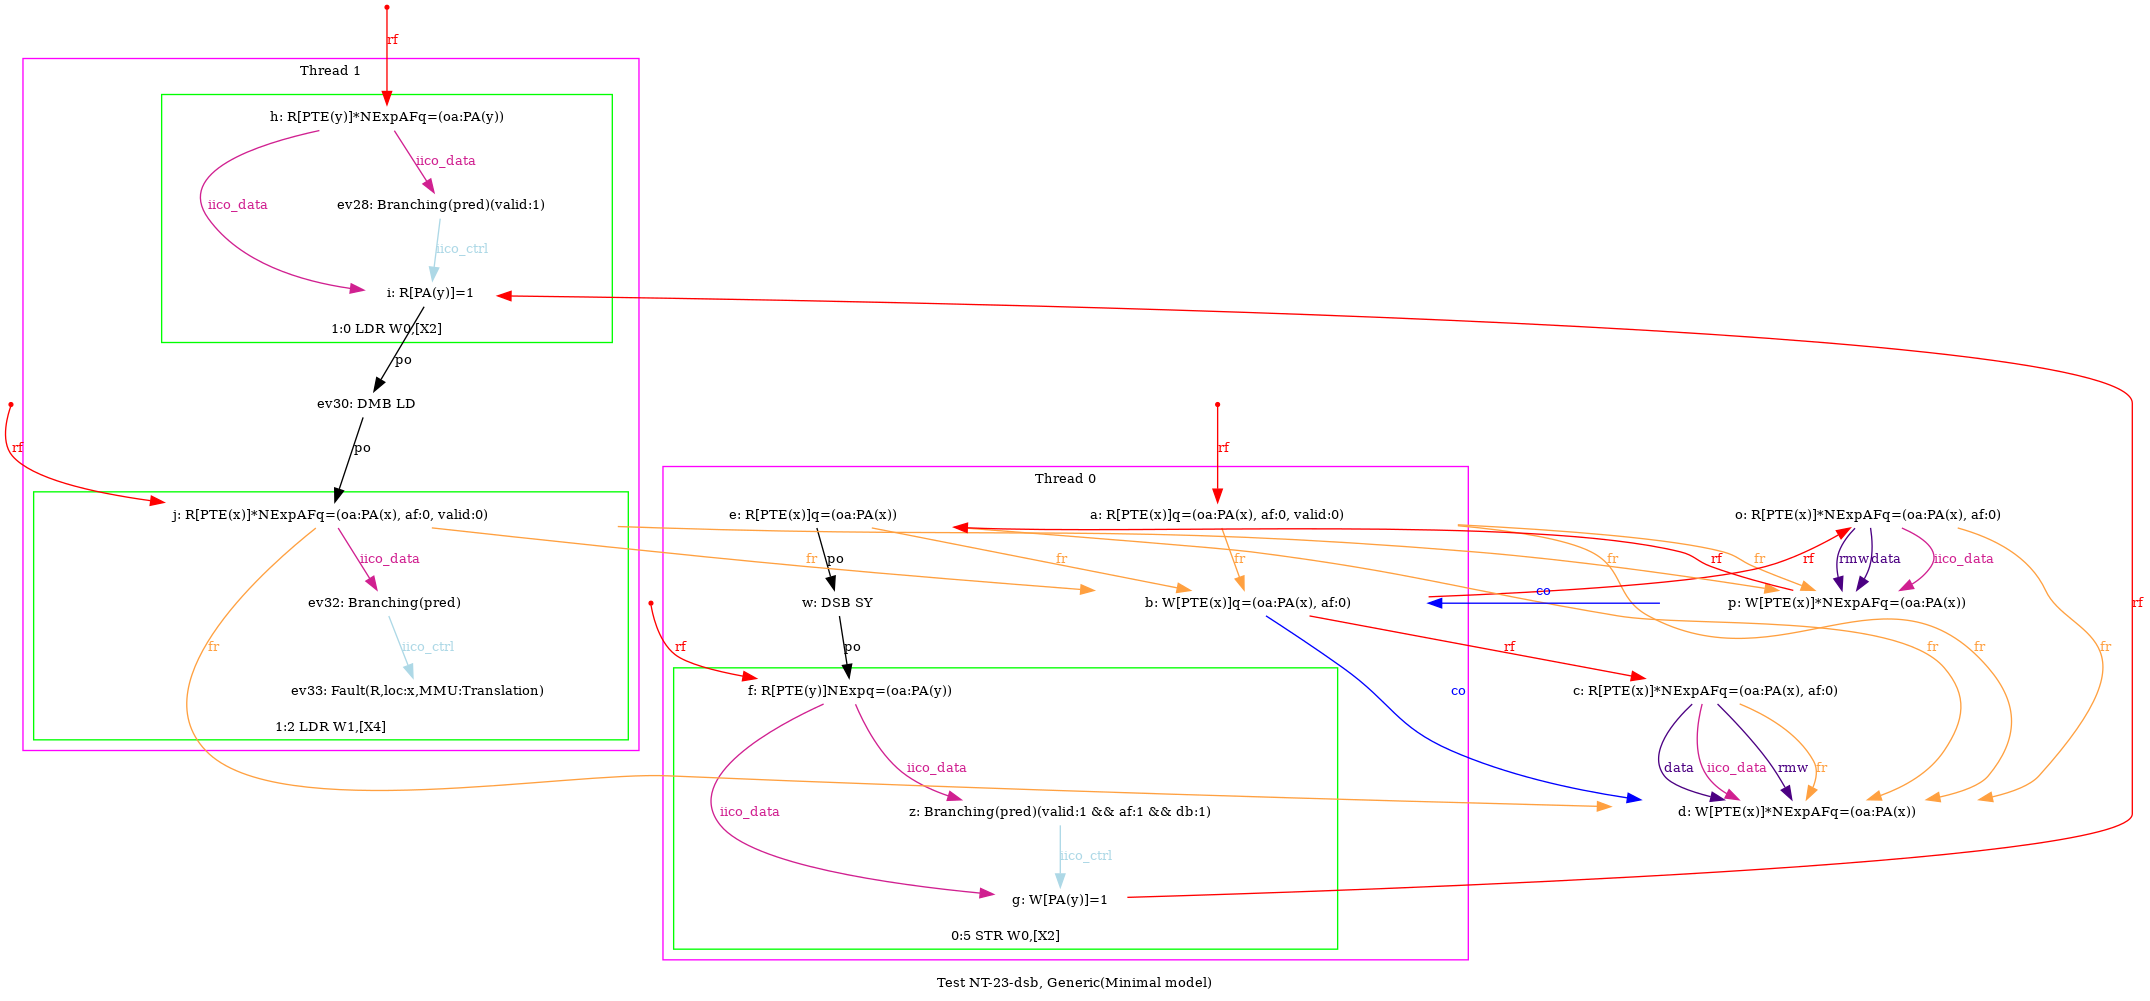 rf
Thread 1
h: R[PTE(y)]*NExpAFq=(oa:PA(y))
iico_data
iico_data
ev28: Branching(pred)(valid:1)
iico_ctrl
i: R[PA(y)]=1
1:0 LDR W0,[X2]
po
ev30: DMB LD
rf
po
rf
Thread 0
j: R[PTE(x)]*NExpAFq=(oa:PA(x), af:0, valid:0)
e: R[PTE(x)]q=(oa:PA(x))
a: R[PTE(x)]q=(oa:PA(x), af:0, valid:0)
o: R[PTE(x)]*NExpAFq=(oa:PA(x), af:0)
iico_data
fr
po
fr
fr
fr
rf
fr
rf
rmw
data
iico_data
ev32: Branching(pred)
w: DSB SY
b: W[PTE(x)]q=(oa:PA(x), af:0)
co
p: W[PTE(x)]*NExpAFq=(oa:PA(x))
rf
fr
iico_ctrl
rf
po
rf
fr
fr
fr
ev33: Fault(R,loc:x,MMU:Translation)
f: R[PTE(y)]NExpq=(oa:PA(y))
co
c: R[PTE(x)]*NExpAFq=(oa:PA(x), af:0)
1:2 LDR W1,[X4]
iico_data
data
iico_data
rmw
fr
iico_data
z: Branching(pred)(valid:1 && af:1 && db:1)
d: W[PTE(x)]*NExpAFq=(oa:PA(x))
iico_ctrl
g: W[PA(y)]=1
0:5 STR W0,[X2]
Test NT-23-dsb, Generic(Minimal model)